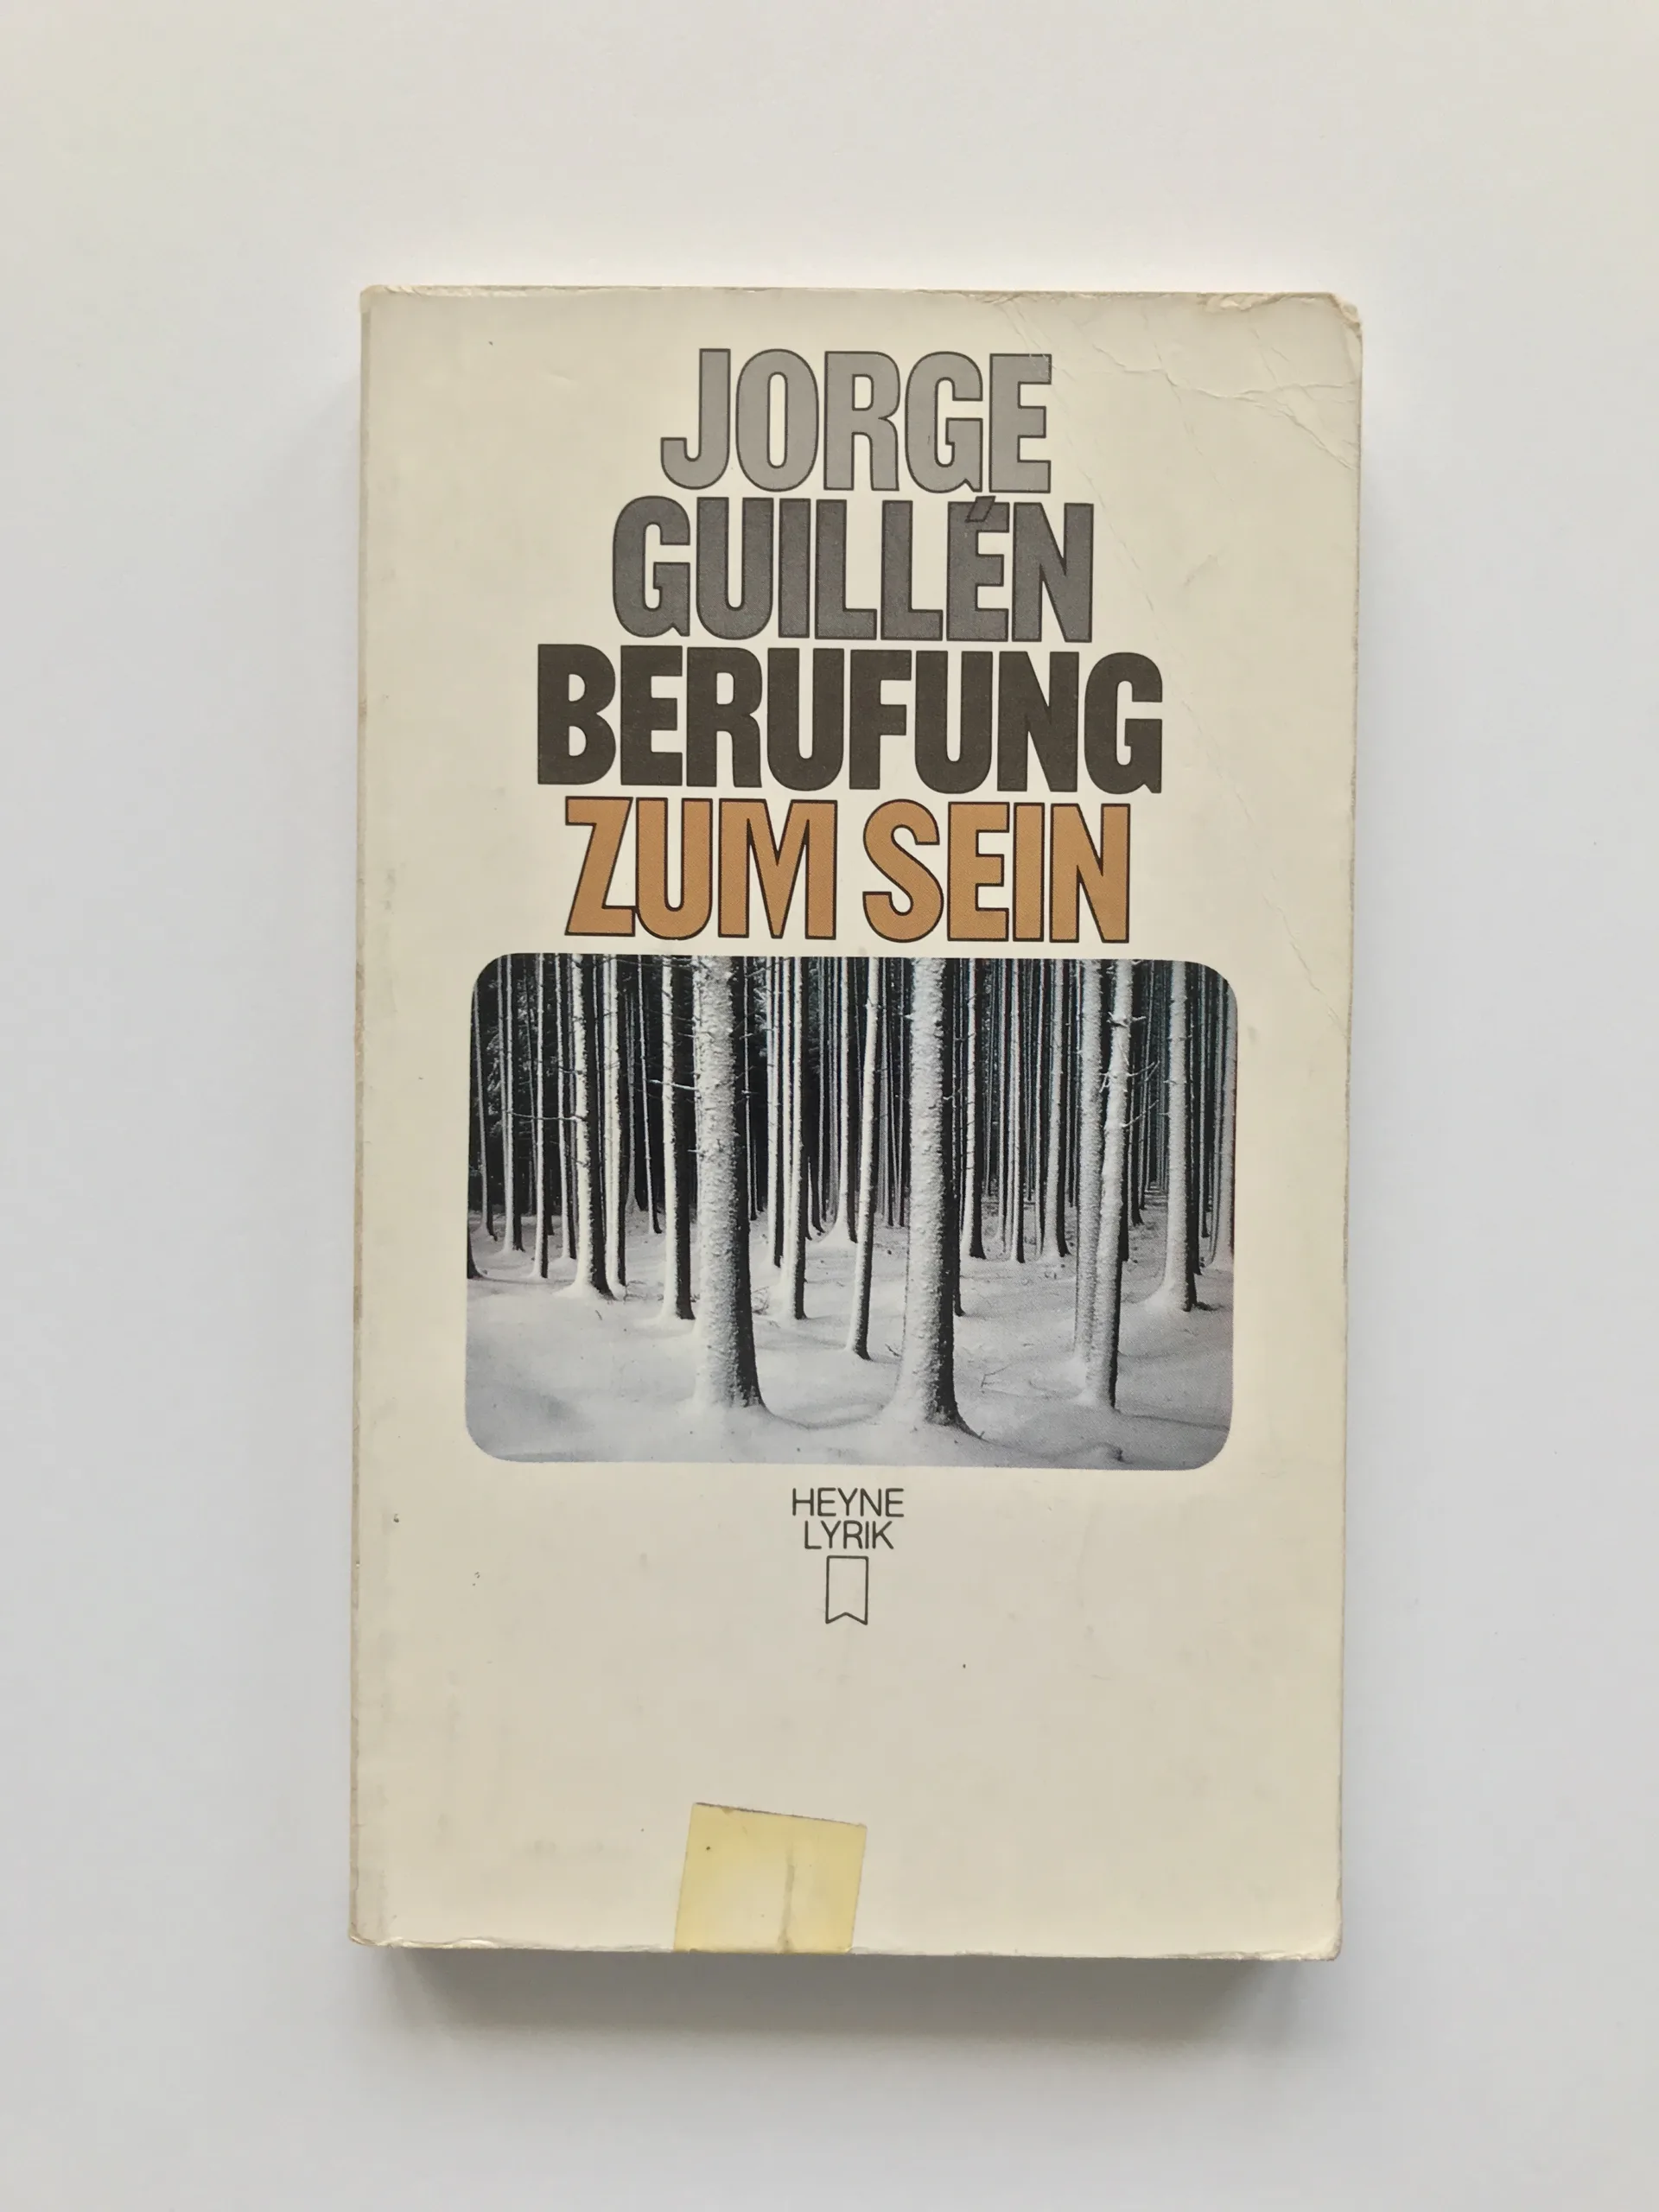 JORGE
GUILLÉN
BERUFUNG
ZUM SEIN
HEYNE
LYRIK